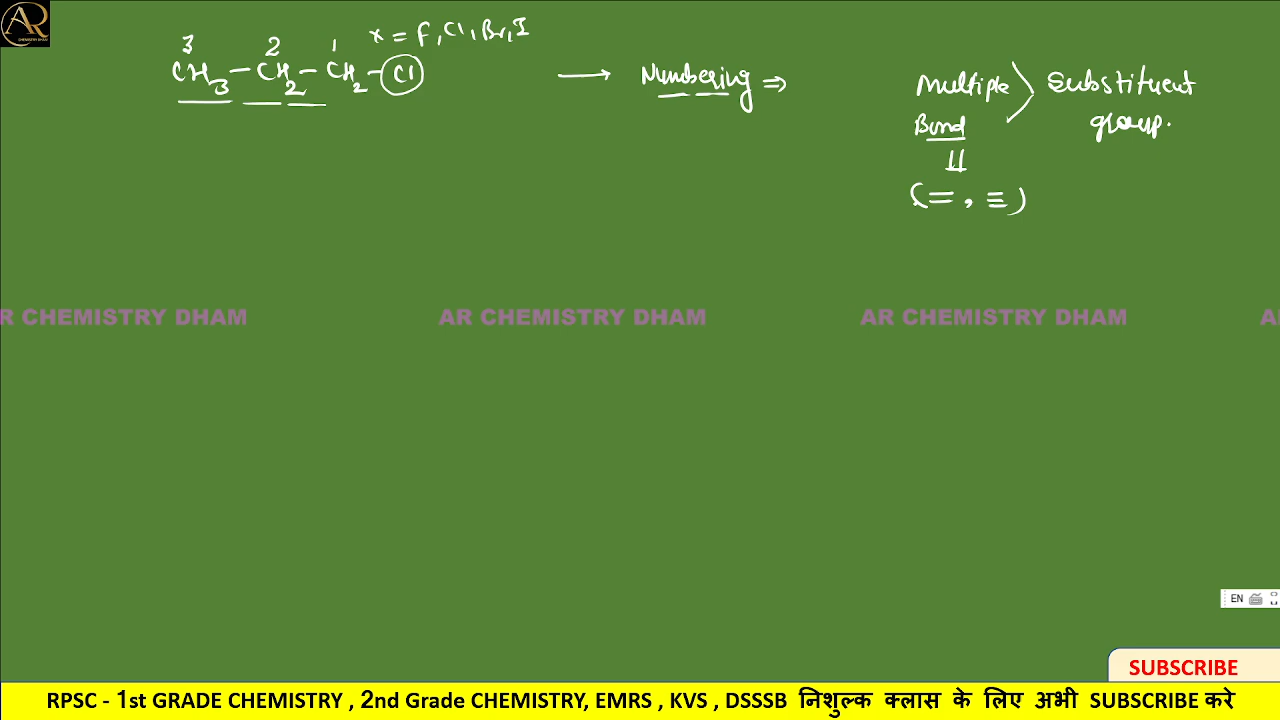 AR
CHEMISTRY DHAM
3 2 1 x = F, Cl, Br, I
CH3 – CH2 – CH2 – Cl → Numbering ⇒
Multiple > Substituent
Bond group.
(=, ≡)
AR CHEMISTRY DHAM AR CHEMISTRY DHAM AR CHEMISTRY DHAM A
EN
SUBSCRIBE
RPSC - 1st GRADE CHEMISTRY , 2nd Grade CHEMISTRY, EMRS , KVS , DSSSB निशुल्क क्लास के लिए अभी SUBSCRIBE करे